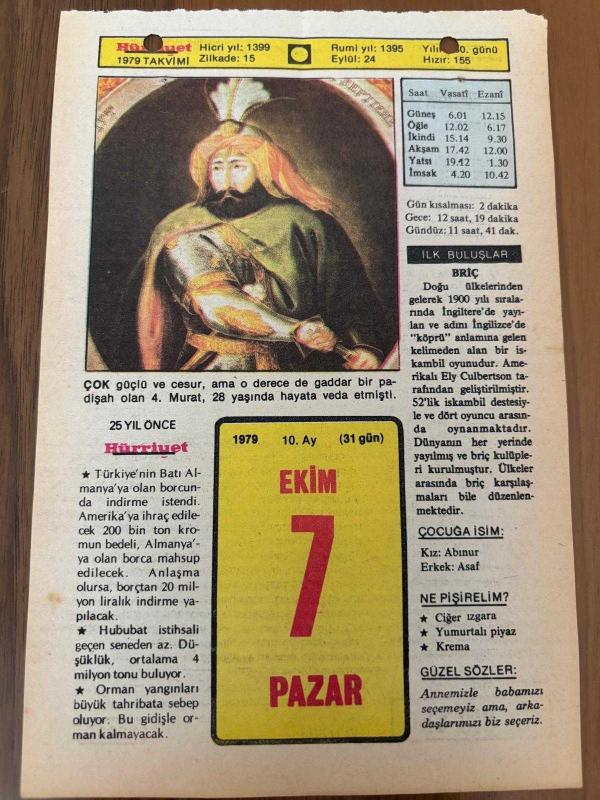 Hürriyet
1979 TAKVİMİ
Hicri yıl: 1399
Zilkade: 15
Rumi yıl: 1395
Eylül: 24
0. günü
Hızır: 155
Saat Vasatî Ezanî
Güneş 6.01 12.15
Öğle 12.02 6.17
İkindi 15.14 9.30
Akşam 17.42 12.00
Yatsı 19.12 1.30
İmsak 4.20 10.42
Gün kısalması: 2 dakika
Gece: 12 saat, 19 dakika
Gündüz: 11 saat, 41 dak.
ÇOK güçlü ve cesur, ama o derece de gaddar bir pa-
dişah olan 4. Murat, 28 yaşında hayata veda etmişti.
25 YIL ÖNCE
Hürriyet
★ Türkiye'nin Batı Al-
manya'ya olan borcun-
da indirme istendi.
Amerika'ya ihraç edile-
cek 200 bin ton kro-
mun bedeli, Almanya'-
ya olan borca mahsup
edilecek. Anlaşma
olursa, borçtan 20 mil-
yon liralık indirme ya-
pılacak.
★ Hububat istihsali
geçen seneden az. Dü-
şüklük, ortalama 4
milyon tonu buluyor.
★ Orman yangınları
büyük tahribata sebep
oluyor. Bu gidişle or-
man kalmayacak.
1979 10. Ay (31 gün)
EKİM
7
PAZAR
İLK BULUŞLAR
BRİÇ
Doğu ülkelerinden
gelerek 1900 yılı sırala-
rında İngiltere'de yayı-
lan ve adını İngilizce'de
"köprü" anlamına gelen
kelimeden alan bir is-
kambil oyunudur. Ame-
rikalı Ely Culbertson ta-
rafından geliştirilmiştir.
52'lik iskambil destesiy-
le ve dört oyuncu arasın-
da oynanmaktadır.
Dünyanın her yerinde
yayılmış ve briç kulüple-
ri kurulmuştur. Ülkeler
arasında briç karşılaş-
maları bile düzenlen-
mektedir.
ÇOCUĞA İSİM:
Kız: Abınur
Erkek: Asaf
NE PİŞİRELİM?
★ Ciğer ızgara
★ Yumurtalı piyaz
★ Krema
GÜZEL SÖZLER:
Annemizle babamızı
seçemeyiz ama, arka-
daşlarımızı biz seçeriz.